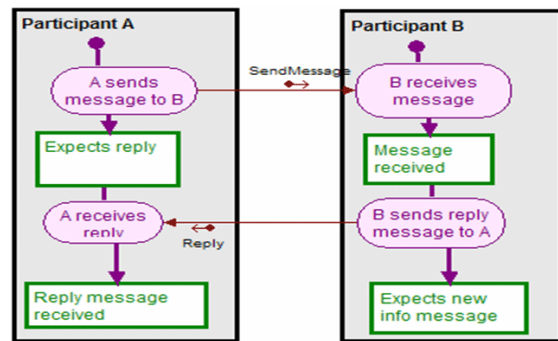 Participant A
A sends
message to B
Expects reply
A receives
reply
Reply message
received
SendMessage
Reply
Participant B
B receives
message
Message
received
B sends reply
message to A
Expects new
info message